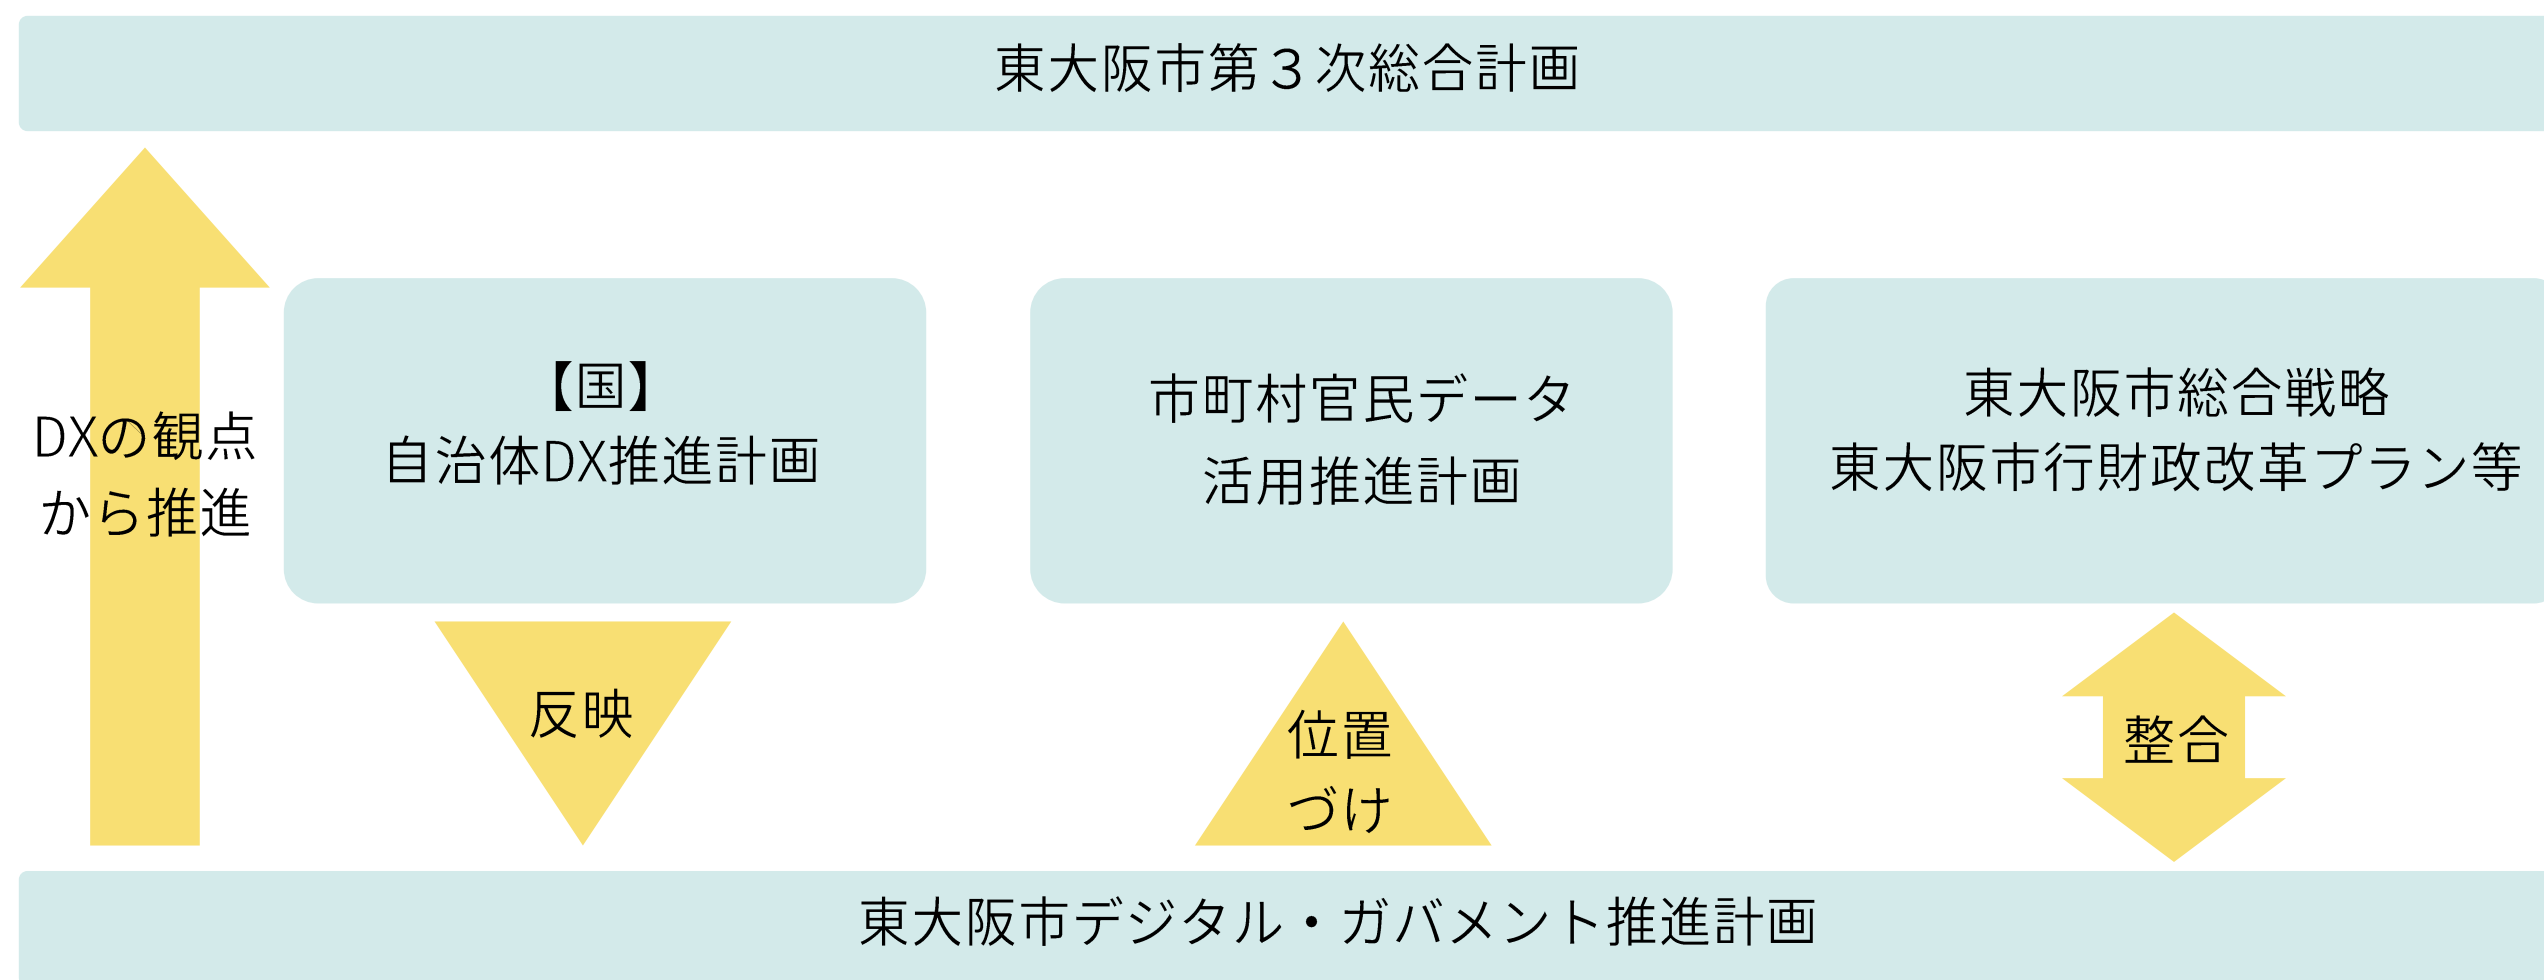 東大阪市第３次総合計画
DXの観点
から推進
【国】
自治体DX推進計画
市町村官民データ
活用推進計画
東大阪市総合戦略
東大阪市行財政改革プラン等
反映
位置
づけ
整合
東大阪市デジタル・ガバメント推進計画